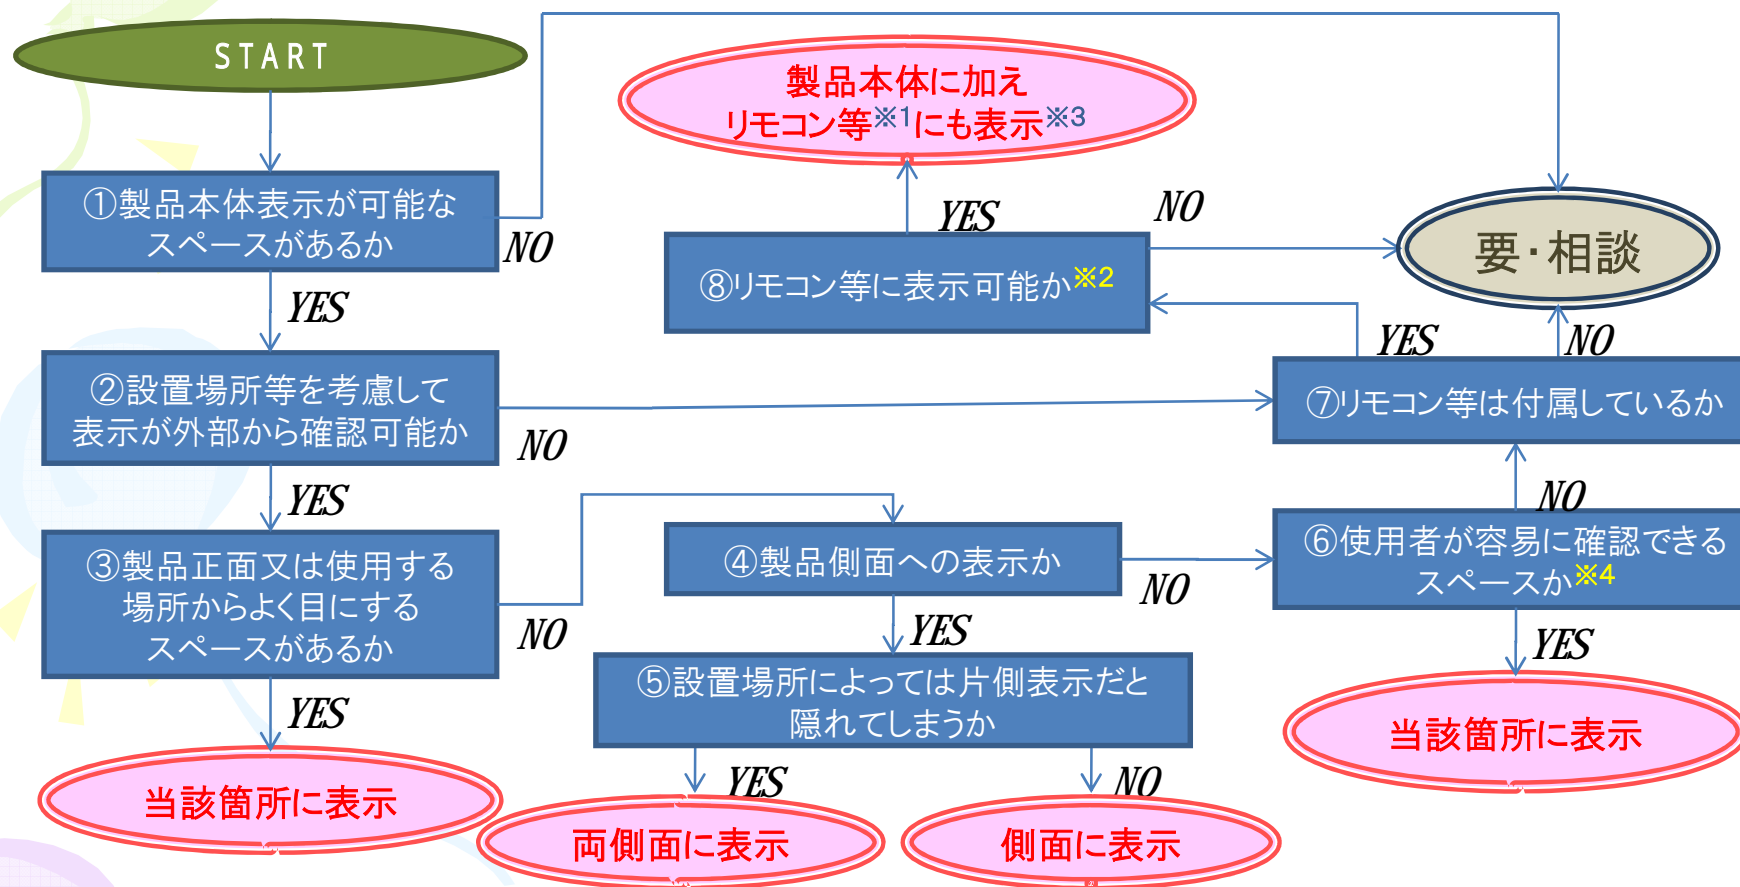 START
製品本体に加え
リモコン等※1にも表示※3
①製品本体表示が可能な
スペースがあるか
NO
YES
YES
NO
⑧リモコン等に表示可能か※2
要・相談
②設置場所等を考慮して
表示が外部から確認可能か
NO
YES
YES
NO
⑦リモコン等は付属しているか
③製品正面又は使用する
場所からよく目にする
スペースがあるか
NO
YES
④製品側面への表示か
NO
YES
NO
⑥使用者が容易に確認できる
スペースか※4
YES
⑤設置場所によっては片側表示だと
隠れてしまうか
YES
NO
当該箇所に表示
両側面に表示
側面に表示
当該箇所に表示